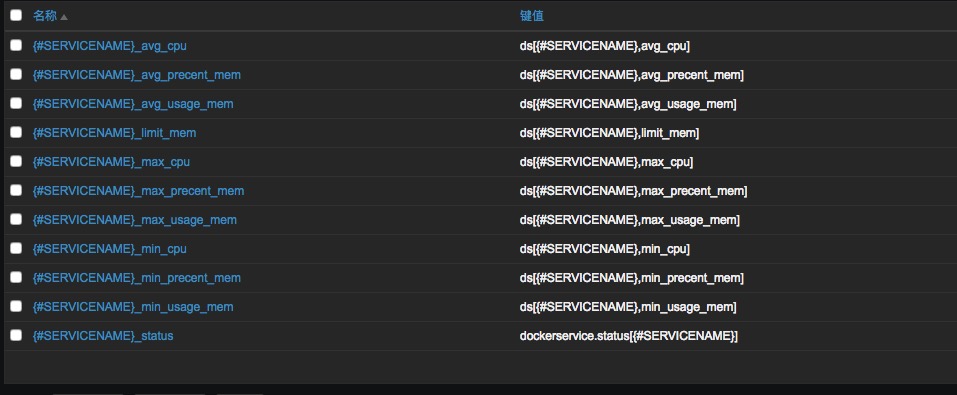 名称 键值
{#SERVICENAME}_avg_cpu ds[{#SERVICENAME},avg_cpu]
{#SERVICENAME}_avg_precent_mem ds[{#SERVICENAME},avg_precent_mem]
{#SERVICENAME}_avg_usage_mem ds[{#SERVICENAME},avg_usage_mem]
{#SERVICENAME}_limit_mem ds[{#SERVICENAME},limit_mem]
{#SERVICENAME}_max_cpu ds[{#SERVICENAME},max_cpu]
{#SERVICENAME}_max_precent_mem ds[{#SERVICENAME},max_precent_mem]
{#SERVICENAME}_max_usage_mem ds[{#SERVICENAME},max_usage_mem]
{#SERVICENAME}_min_cpu ds[{#SERVICENAME},min_cpu]
{#SERVICENAME}_min_precent_mem ds[{#SERVICENAME},min_precent_mem]
{#SERVICENAME}_min_usage_mem ds[{#SERVICENAME},min_usage_mem]
{#SERVICENAME}_status dockerservice.status[{#SERVICENAME}]